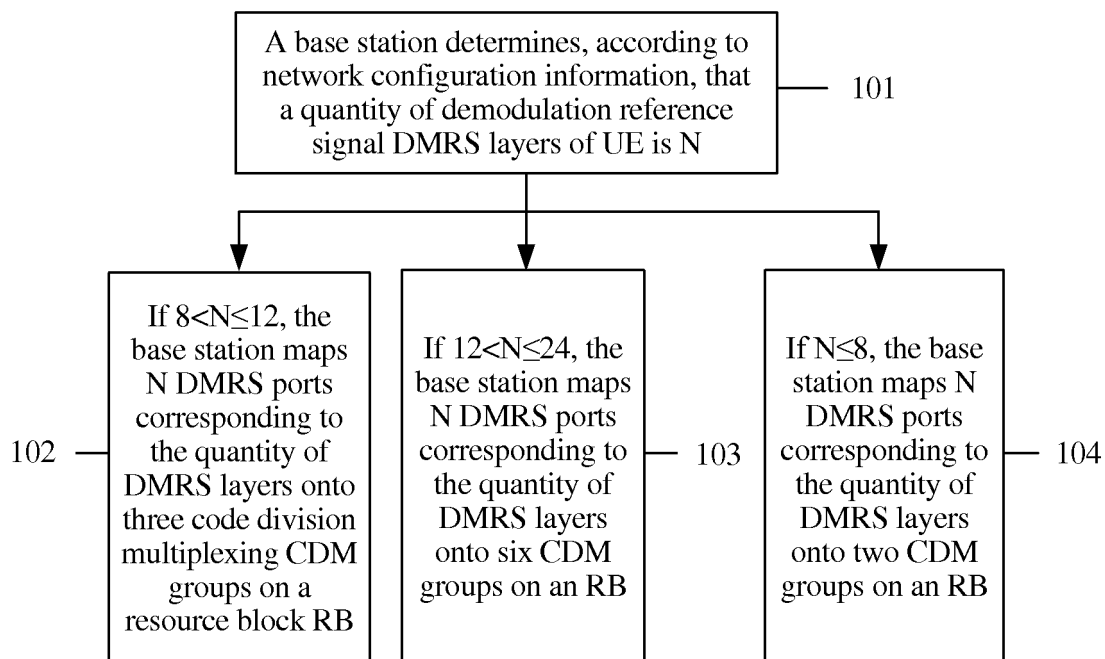 A base station determines, according to
network configuration information, that
a quantity of demodulation reference
signal DMRS layers of UE is N
101
If 8<N≤12, the
base station maps
N DMRS ports
corresponding to
the quantity of
DMRS layers onto
three code division
multiplexing CDM
groups on a
resource block RB
102
If 12<N≤24, the
base station maps
N DMRS ports
corresponding to
the quantity of
DMRS layers
onto six CDM
groups on an RB
103
If N≤8, the base
station maps N
DMRS ports
corresponding to
the quantity of
DMRS layers
onto two CDM
groups on an RB
104